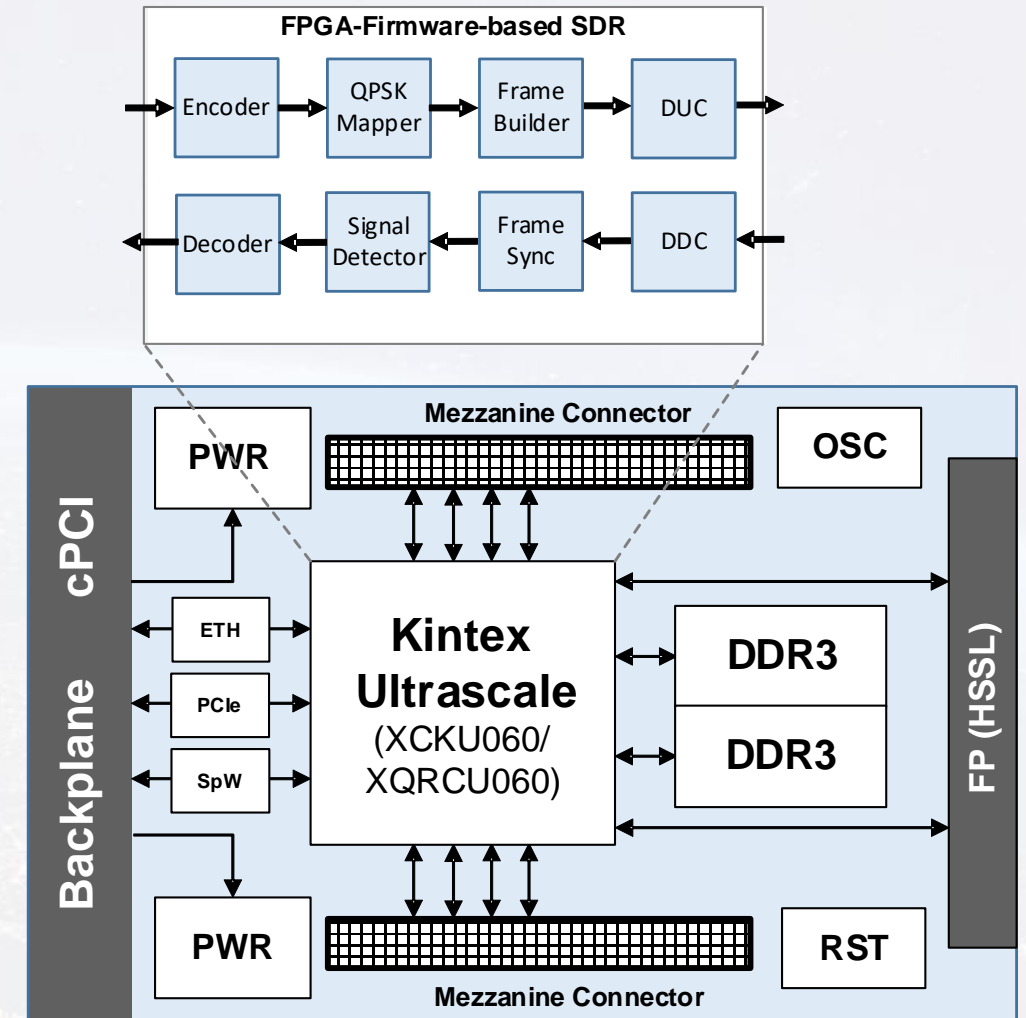 FPGA-Firmware-based SDR
Encoder
QPSK
Mapper
Frame
Builder
DUC
Decoder
Signal
Detector
Frame
Sync
DDC
Backplane cPCI
PWR
Mezzanine Connector
OSC
ETH
PCIe
SpW
Kintex
Ultrascale
(XCKU060/
XQRCU060)
DDR3
DDR3
FP (HSSL)
PWR
Mezzanine Connector
RST